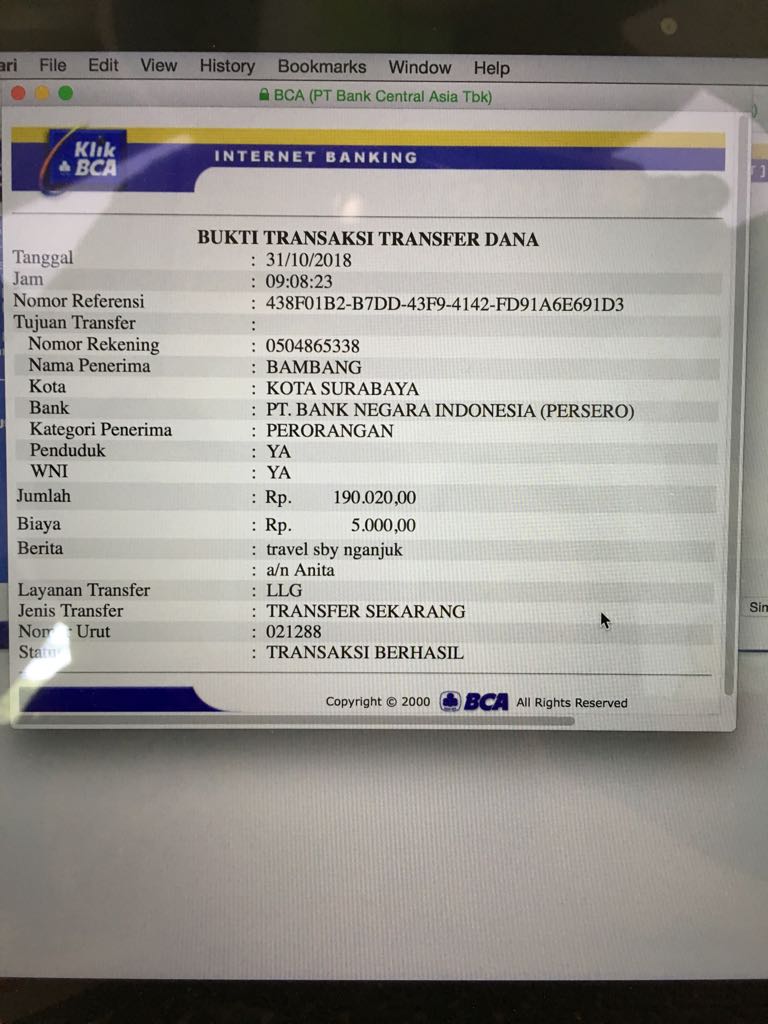 ari File Edit View History Bookmarks Window Help
BCA (PT Bank Central Asia Tbk)
Klik BCA
INTERNET BANKING
BUKTI TRANSAKSI TRANSFER DANA
Tanggal : 31/10/2018
Jam : 09:08:23
Nomor Referensi : 438F01B2-B7DD-43F9-4142-FD91A6E691D3
Tujuan Transfer :
Nomor Rekening : 0504865338
Nama Penerima : BAMBANG
Kota : KOTA SURABAYA
Bank : PT. BANK NEGARA INDONESIA (PERSERO)
Kategori Penerima : PERORANGAN
Penduduk : YA
WNI : YA
Jumlah : Rp. 190.020,00
Biaya : Rp. 5.000,00
Berita : travel sby nganjuk
: a/n Anita
Layanan Transfer : LLG
Jenis Transfer : TRANSFER SEKARANG
Nomor Urut : 021288
Status : TRANSAKSI BERHASIL
Sim
Copyright © 2000 BCA All Rights Reserved